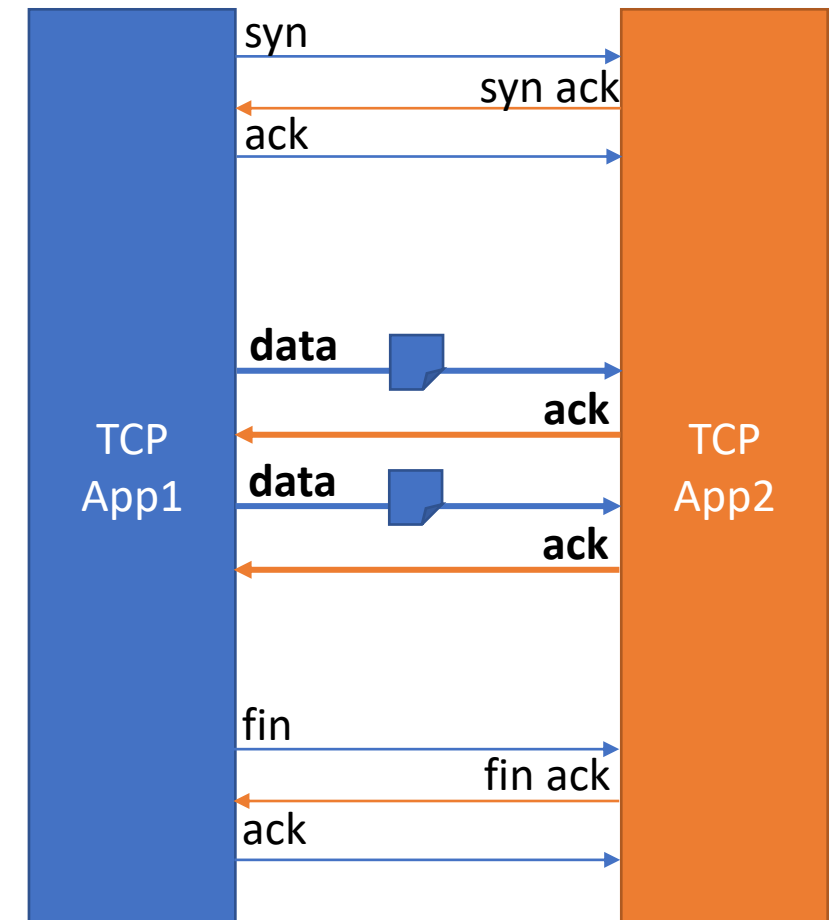 syn
syn ack
ack
data
ack
TCP
App1
TCP
App2
data
ack
fin
fin ack
ack